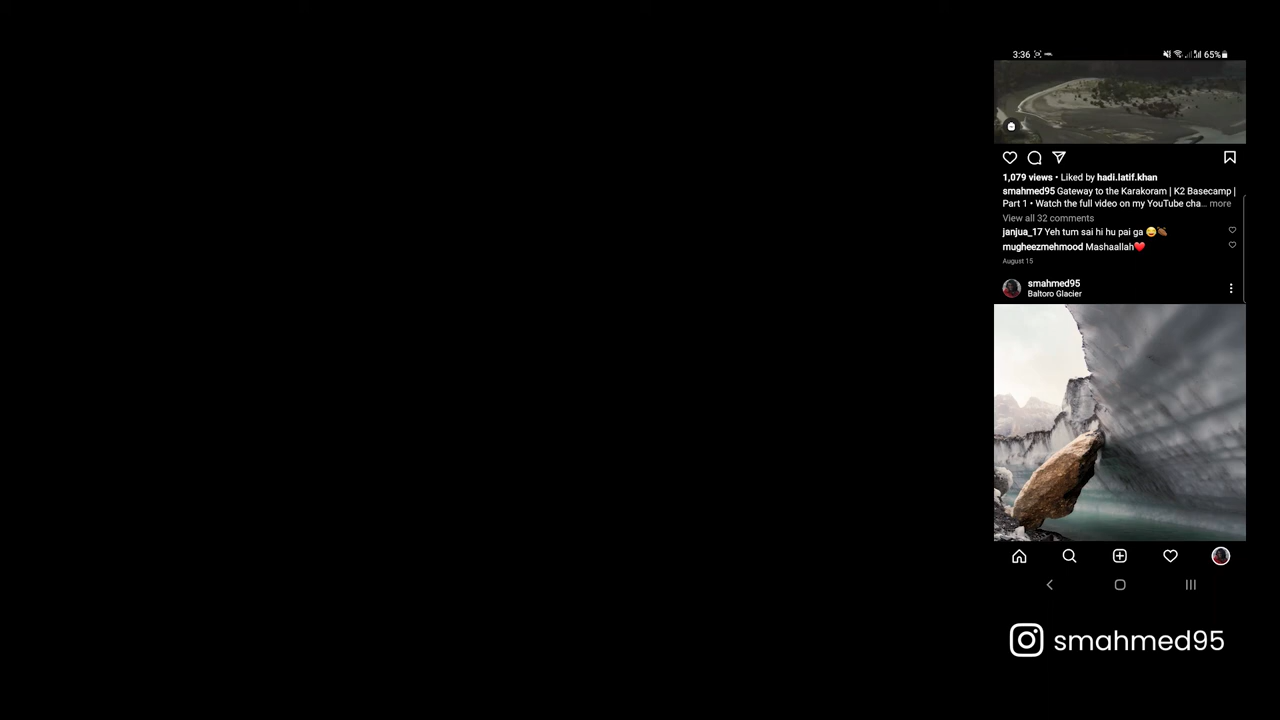 3:36 65%
1,079 views • Liked by hadi.latif.khan
smahmed95 Gateway to the Karakoram | K2 Basecamp |
Part 1 • Watch the full video on my YouTube cha... more
View all 32 comments
janjua_17 Yeh tum sai hi hu pai ga 😂🌰
mugheezmehmood Mashaallah❤️
August 15
smahmed95
Baltoro Glacier
smahmed95